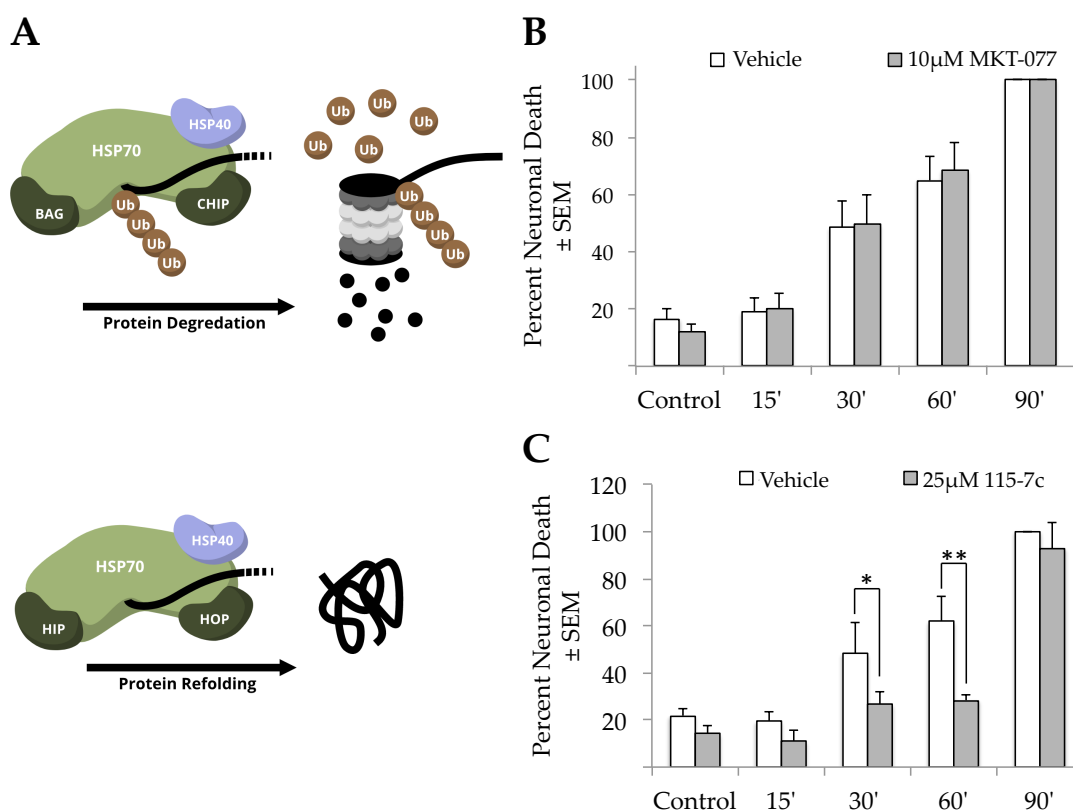 A
HSP40
HSP70
BAG
CHIP
Ub
Ub
Ub
Ub
Ub
Ub
Ub
Ub
Ub
Ub
Ub
Ub
Ub
Protein Degredation
HSP40
HSP70
HIP
HOP
Protein Refolding
B
Vehicle
10µM MKT-077
Percent Neuronal Death
± SEM
100
80
60
40
20
Control 15' 30' 60' 90'
C
Vehicle
25µM 115-7c
Percent Neuronal Death
± SEM
120
100
80
60
40
20
*
**
Control 15' 30' 60' 90'